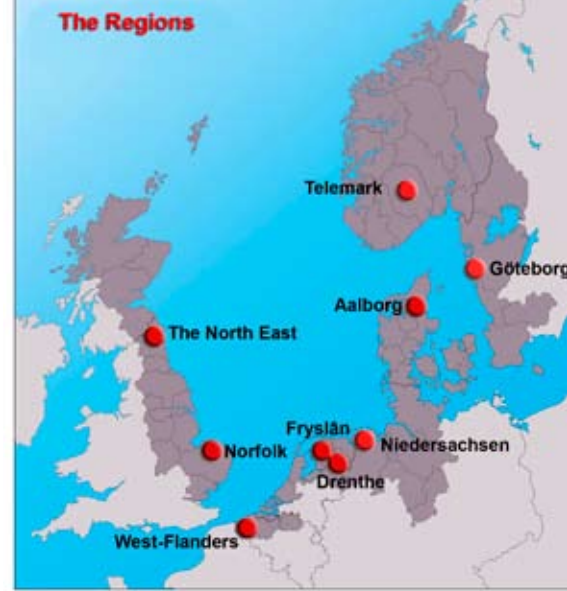 The Regions
Telemark
Göteborg
Aalborg
The North East
Fryslân
Niedersachsen
Norfolk
Drenthe
West-Flanders